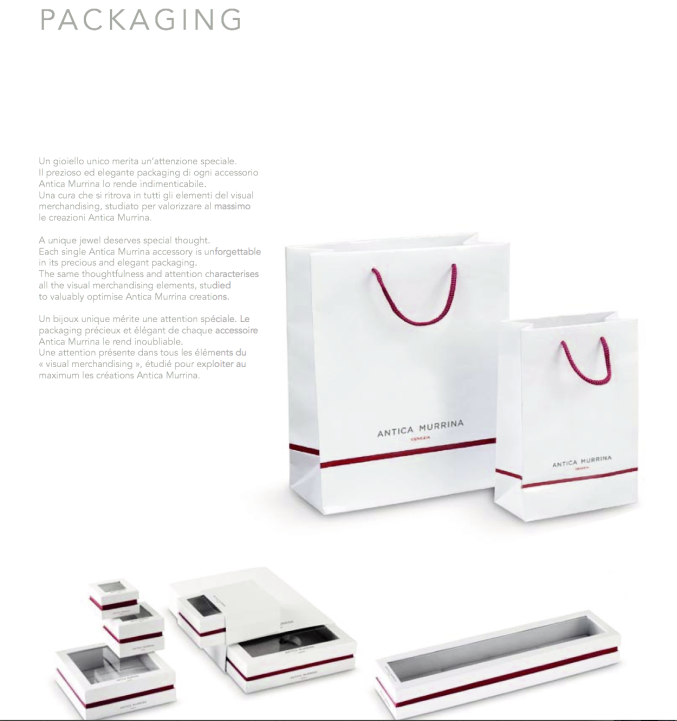 PACKAGING
Un gioiello unico merita un'attenzione speciale.
Il prezioso ed elegante packaging di ogni accessorio
Antica Murrina lo rende indimenticabile.
Una cura che si ritrova in tutti gli elementi del visual
merchandising, studiato per valorizzare al massimo
le creazioni Antica Murrina.
A unique jewel deserves special thought.
Each single Antica Murrina accessory is unforgettable
in its precious and elegant packaging.
The same thoughtfulness and attention characterises
all the visual merchandising elements, studied
to valuably optimise Antica Murrina creations.
Un bijoux unique mérite une attention spéciale. Le
packaging précieux et élégant de chaque accessoire
Antica Murrina le rend inoubliable.
Une attention présente dans tous les éléments du
« visual merchandising », étudié pour exploiter au
maximum les créations Antica Murrina.
ANTICA MURRINA
ANTICA MURRINA
ANTICA MURRINA